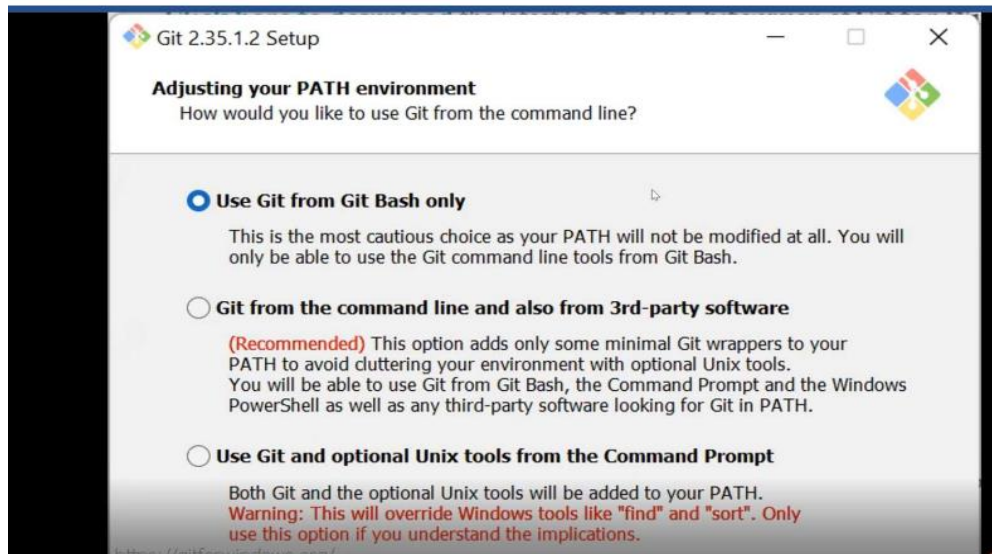 Git 2.35.1.2 Setup
Adjusting your PATH environment
How would you like to use Git from the command line?
Use Git from Git Bash only
This is the most cautious choice as your PATH will not be modified at all. You will
only be able to use the Git command line tools from Git Bash.
Git from the command line and also from 3rd-party software
(Recommended) This option adds only some minimal Git wrappers to your
PATH to avoid cluttering your environment with optional Unix tools.
You will be able to use Git from Git Bash, the Command Prompt and the Windows
PowerShell as well as any third-party software looking for Git in PATH.
Use Git and optional Unix tools from the Command Prompt
Both Git and the optional Unix tools will be added to your PATH.
Warning: This will override Windows tools like "find" and "sort". Only
use this option if you understand the implications.